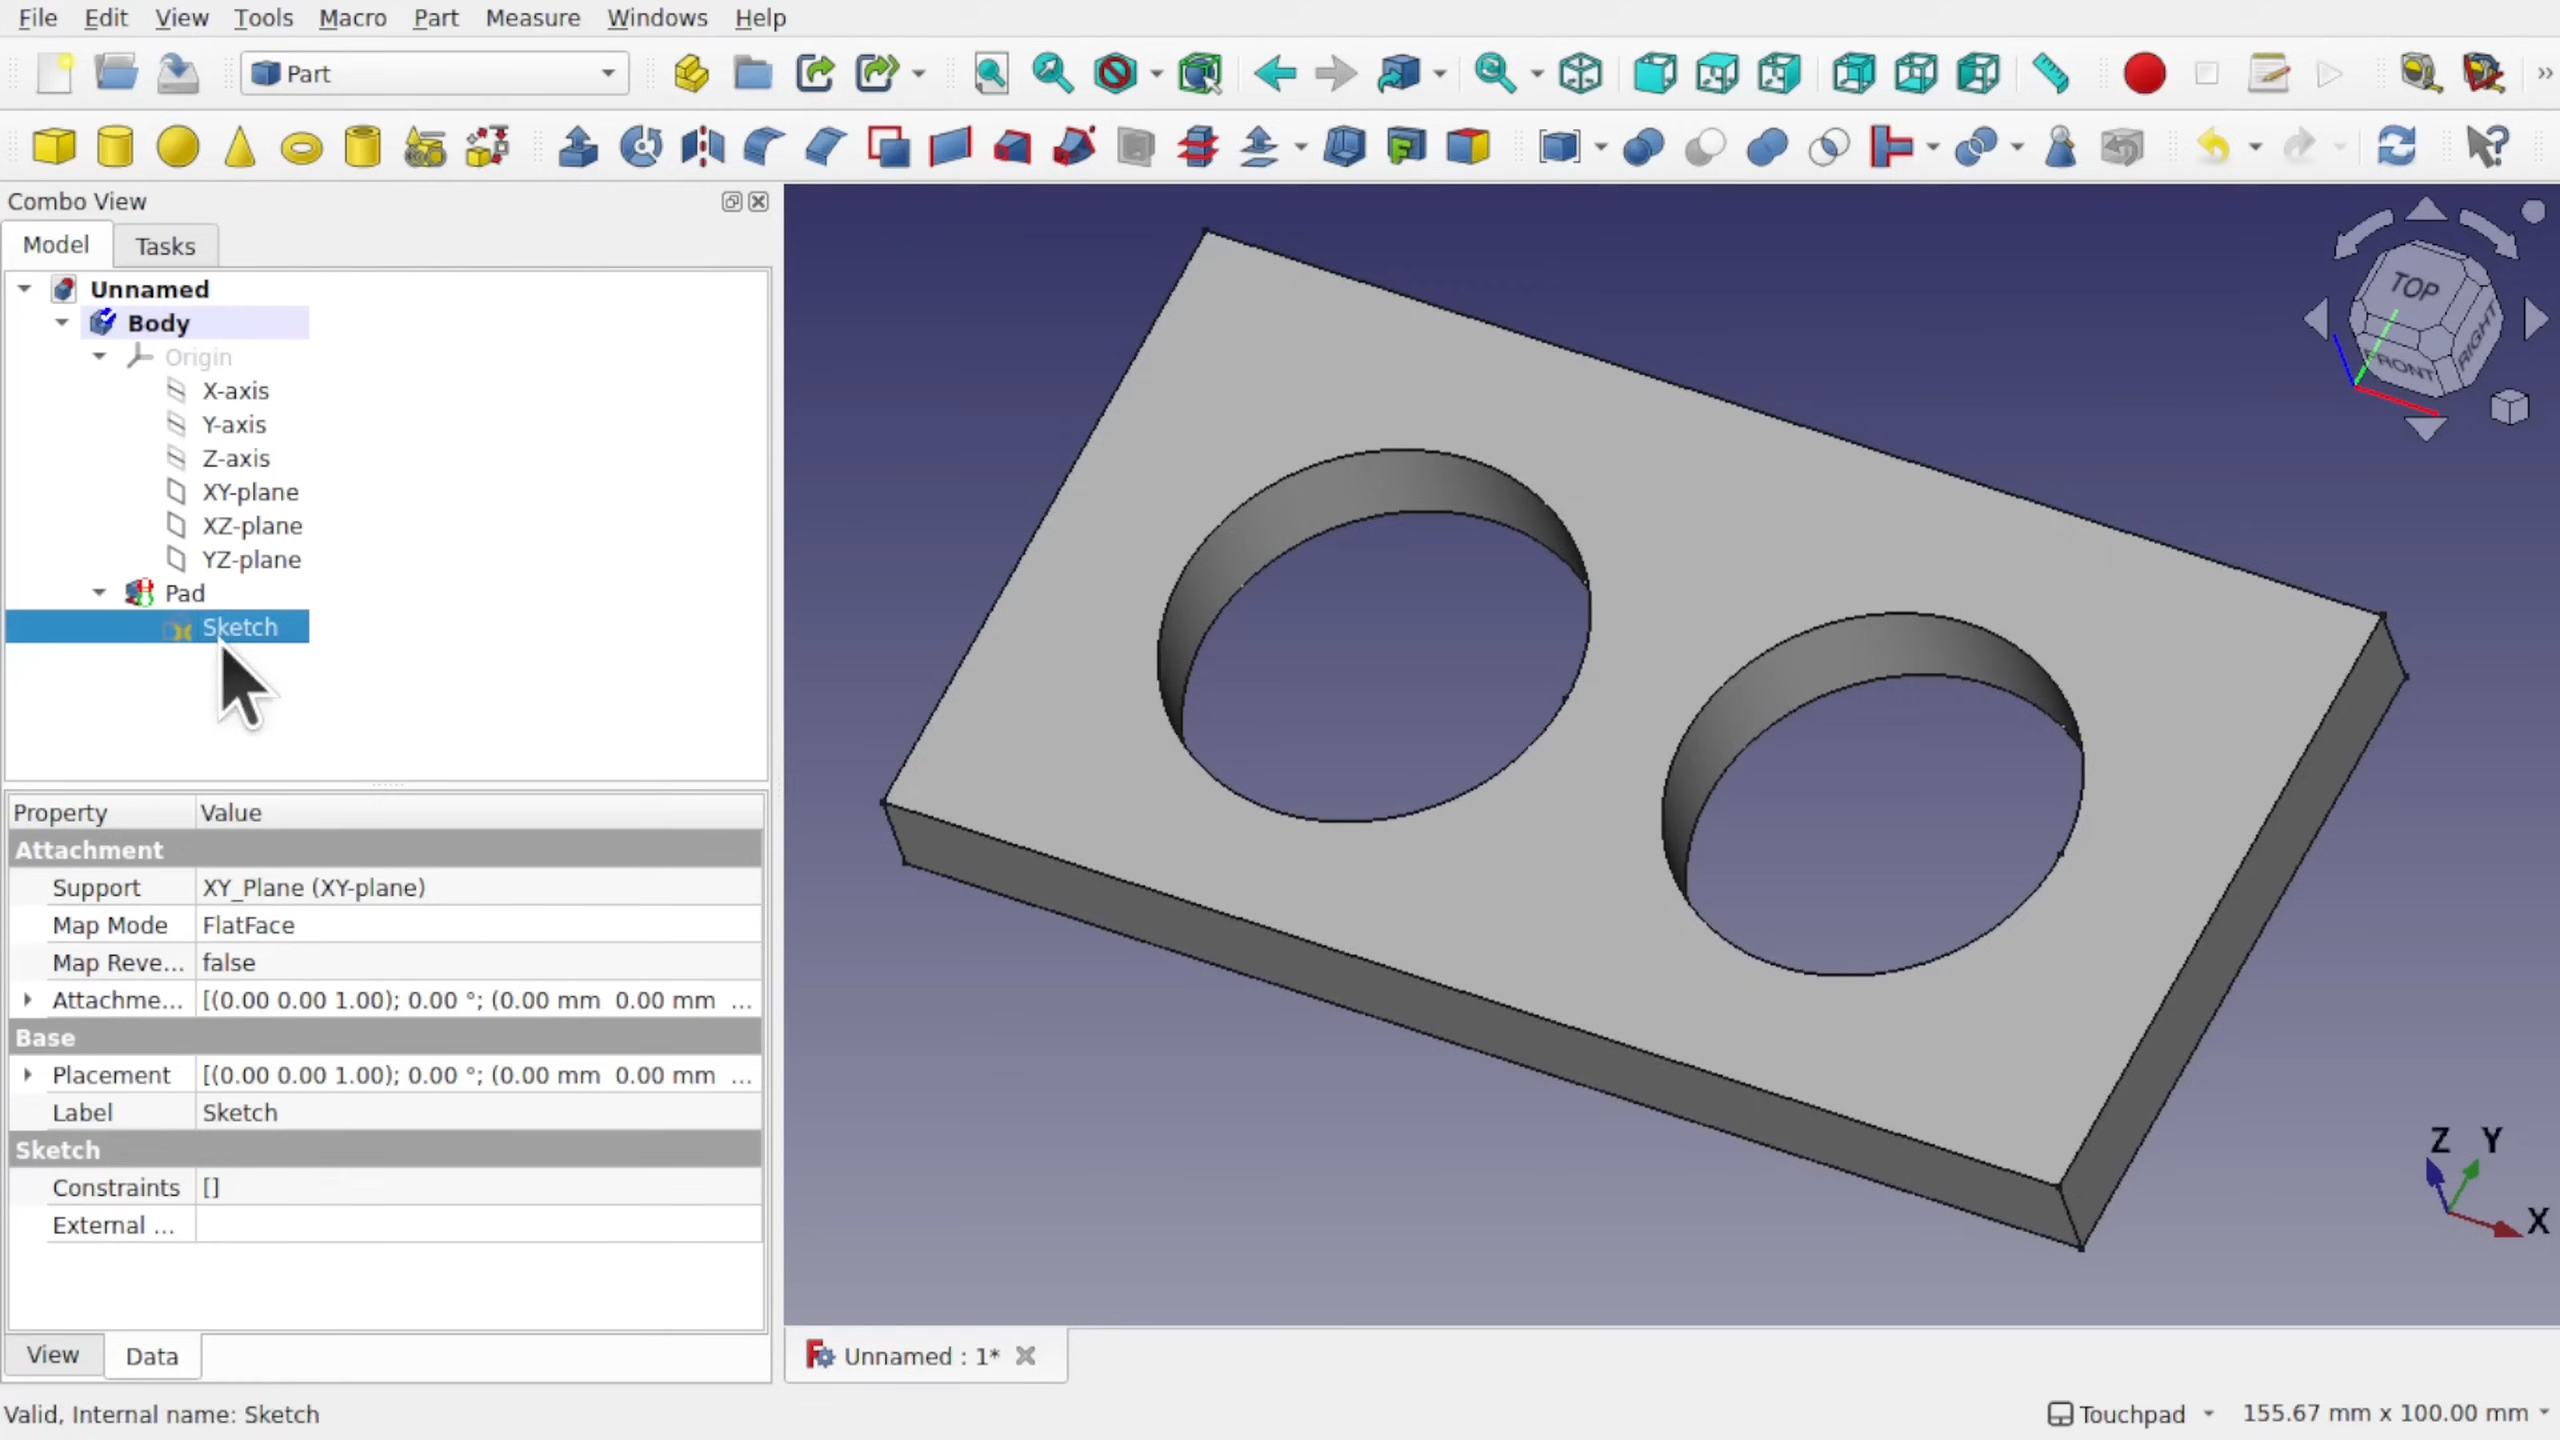 File Edit View Tools Macro Part Measure Windows Help
Part
Combo View
Model Tasks
Unnamed
Body
Origin
X-axis
Y-axis
Z-axis
XY-plane
XZ-plane
YZ-plane
Pad
Sketch
Property Value
Attachment
Support XY_Plane (XY-plane)
Map Mode FlatFace
Map Reve... false
Attachme... [(0.00 0.00 1.00); 0.00 °; (0.00 mm 0.00 mm ...
Base
Placement [(0.00 0.00 1.00); 0.00 °; (0.00 mm 0.00 mm ...
Label Sketch
Sketch
Constraints []
External ...
View Data
TOP
FRONT
RIGHT
Z Y
X
Unnamed : 1*
Valid, Internal name: Sketch
Touchpad 155.67 mm x 100.00 mm